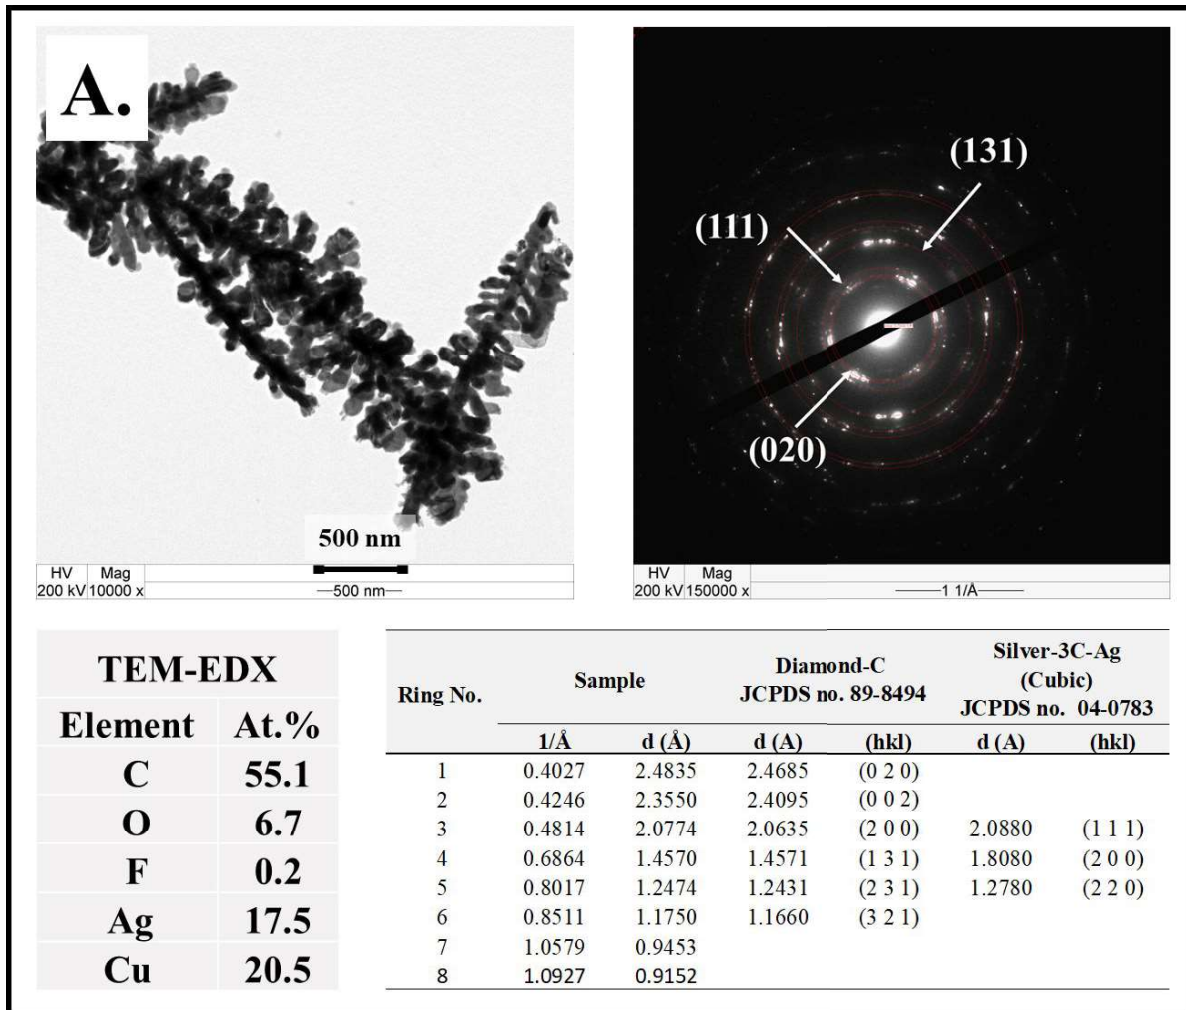 A.
500 nm
HV Mag
200 kV 10000 x —500 nm—
(131)
(111)
(020)
HV Mag
200 kV 150000 x ———1 1/Å———
TEM-EDX
Element At.%
C 55.1
O 6.7
F 0.2
Ag 17.5
Cu 20.5
Ring No. Sample Diamond-C JCPDS no. 89-8494 Silver-3C-Ag (Cubic) JCPDS no. 04-0783
1/Å d (Å) d (A) (hkl) d (A) (hkl)
1 0.4027 2.4835 2.4685 (0 2 0)
2 0.4246 2.3550 2.4095 (0 0 2)
3 0.4814 2.0774 2.0635 (2 0 0) 2.0880 (1 1 1)
4 0.6864 1.4570 1.4571 (1 3 1) 1.8080 (2 0 0)
5 0.8017 1.2474 1.2431 (2 3 1) 1.2780 (2 2 0)
6 0.8511 1.1750 1.1660 (3 2 1)
7 1.0579 0.9453
8 1.0927 0.9152